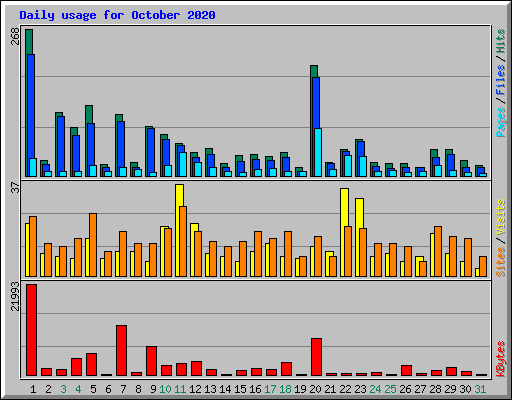 Daily usage for October 2020
268
Pages / Files / Hits
37
Sites / Visits
21993
KBytes
1 2 3 4 5 6 7 8 9 10 11 12 13 14 15 16 17 18 19 20 21 22 23 24 25 26 27 28 29 30 31